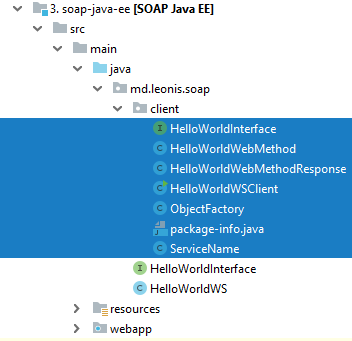 3. soap-java-ee [SOAP Java EE]
src
main
java
md.leonis.soap
client
HelloWorldInterface
HelloWorldWebMethod
HelloWorldWebMethodResponse
HelloWorldWSClient
ObjectFactory
package-info.java
ServiceName
HelloWorldInterface
HelloWorldWS
resources
webapp